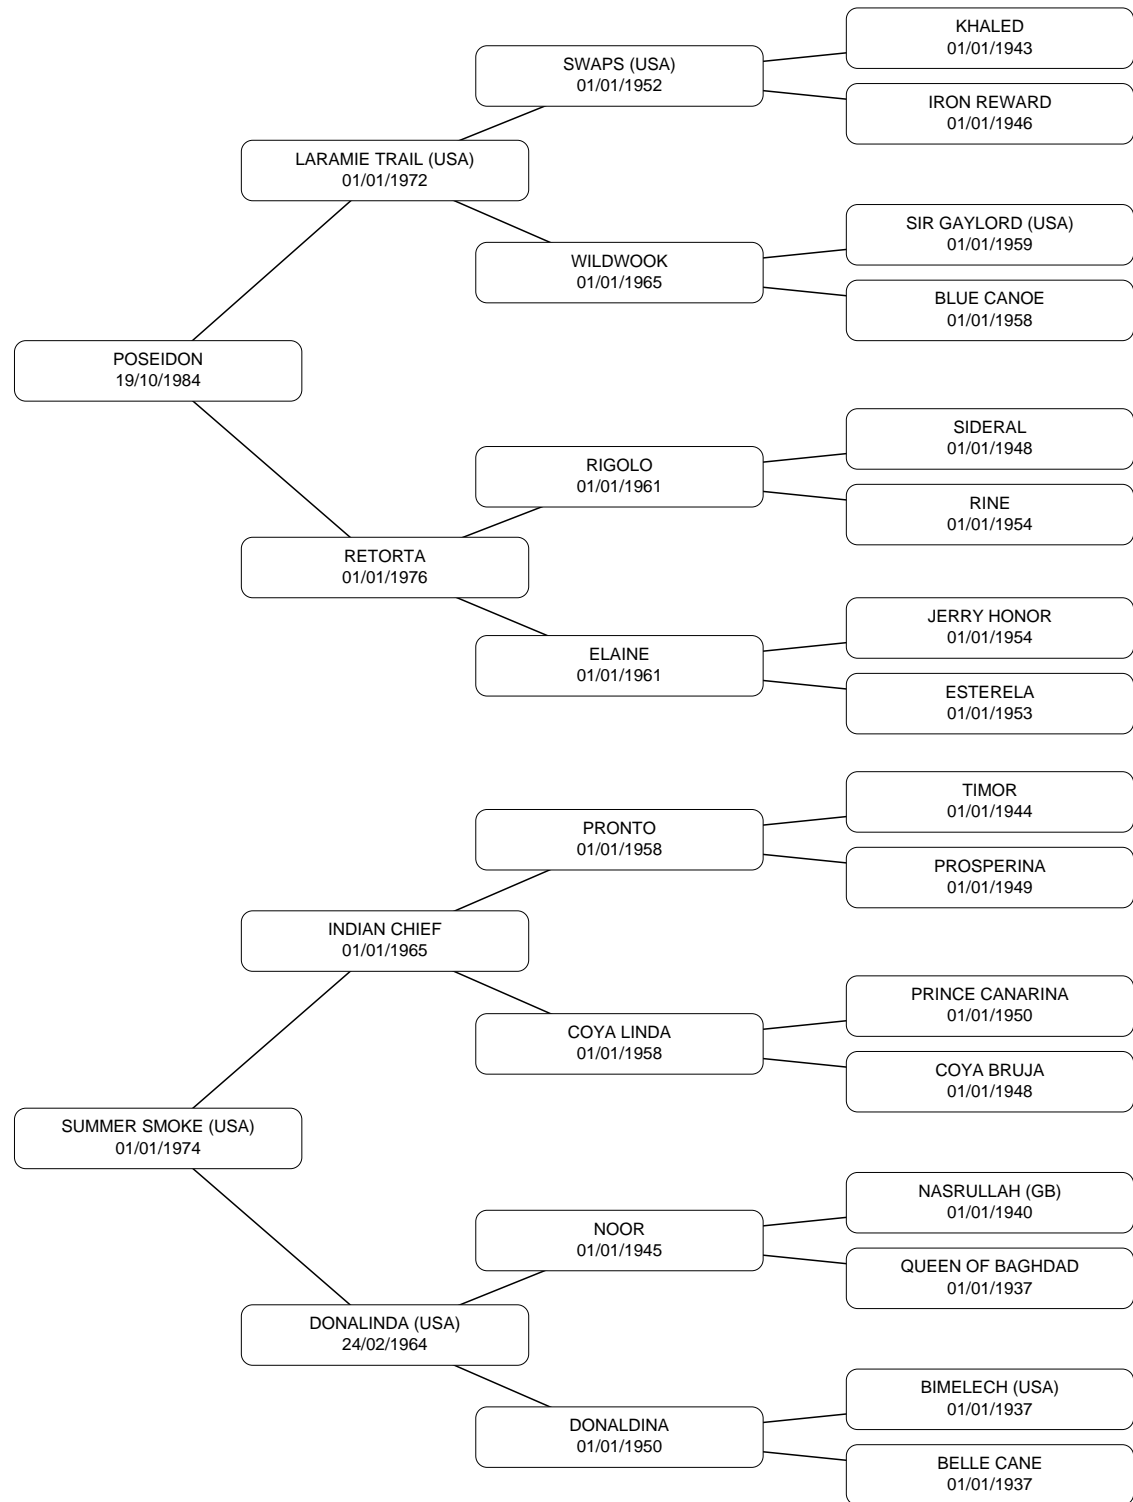 KHALED
01/01/1943
SWAPS (USA)
01/01/1952
IRON REWARD
01/01/1946
LARAMIE TRAIL (USA)
01/01/1972
SIR GAYLORD (USA)
01/01/1959
WILDWOOK
01/01/1965
BLUE CANOE
01/01/1958
POSEIDON
19/10/1984
SIDERAL
01/01/1948
RIGOLO
01/01/1961
RINE
01/01/1954
RETORTA
01/01/1976
JERRY HONOR
01/01/1954
ELAINE
01/01/1961
ESTERELA
01/01/1953
TIMOR
01/01/1944
PRONTO
01/01/1958
PROSPERINA
01/01/1949
INDIAN CHIEF
01/01/1965
PRINCE CANARINA
01/01/1950
COYA LINDA
01/01/1958
COYA BRUJA
01/01/1948
SUMMER SMOKE (USA)
01/01/1974
NASRULLAH (GB)
01/01/1940
NOOR
01/01/1945
QUEEN OF BAGHDAD
01/01/1937
DONALINDA (USA)
24/02/1964
BIMELECH (USA)
01/01/1937
DONALDINA
01/01/1950
BELLE CANE
01/01/1937